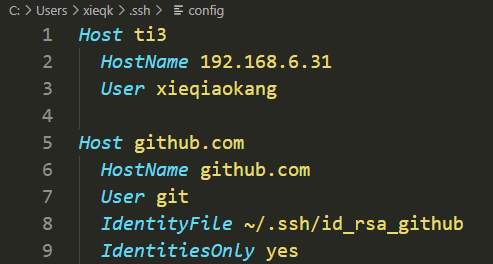 C: > Users > xieqk > .ssh > config
1 Host ti3
2 HostName 192.168.6.31
3 User xieqiaokang
4
5 Host github.com
6 HostName github.com
7 User git
8 IdentityFile ~/.ssh/id_rsa_github
9 IdentitiesOnly yes